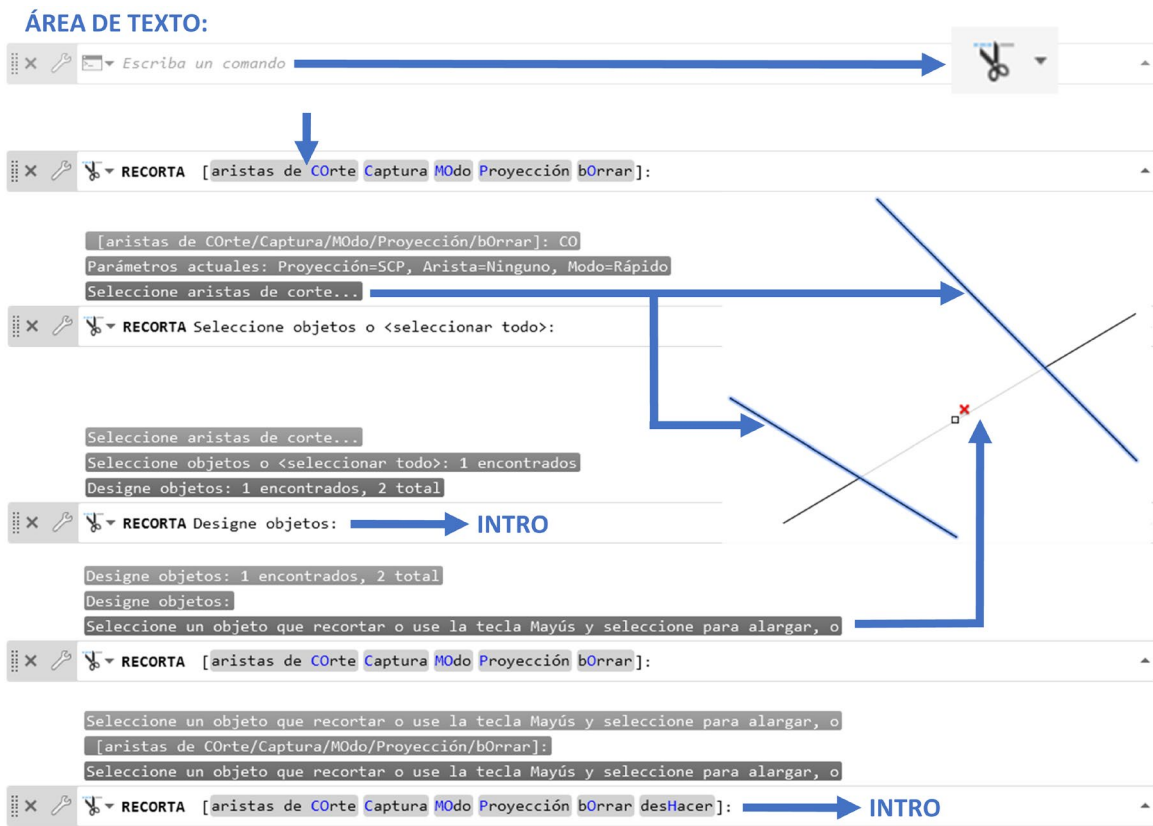 ÁREA DE TEXTO:
Escriba un comando
RECORTA [aristas de COrte Captura MOdo Proyección bOrrar]:
[aristas de COrte/Captura/MOdo/Proyección/bOrrar]: CO
Parámetros actuales: Proyección=SCP, Arista=Ninguno, Modo=Rápido
Seleccione aristas de corte...
RECORTA Seleccione objetos o <seleccionar todo>:
Seleccione aristas de corte...
Seleccione objetos o <seleccionar todo>: 1 encontrados
Designe objetos: 1 encontrados, 2 total
RECORTA Designe objetos: INTRO
Designe objetos: 1 encontrados, 2 total
Designe objetos:
Seleccione un objeto que recortar o use la tecla Mayús y seleccione para alargar, o
RECORTA [aristas de COrte Captura MOdo Proyección bOrrar]:
Seleccione un objeto que recortar o use la tecla Mayús y seleccione para alargar, o
[aristas de COrte/Captura/MOdo/Proyección/bOrrar]:
Seleccione un objeto que recortar o use la tecla Mayús y seleccione para alargar, o
RECORTA [aristas de COrte Captura MOdo Proyección bOrrar desHacer]: INTRO